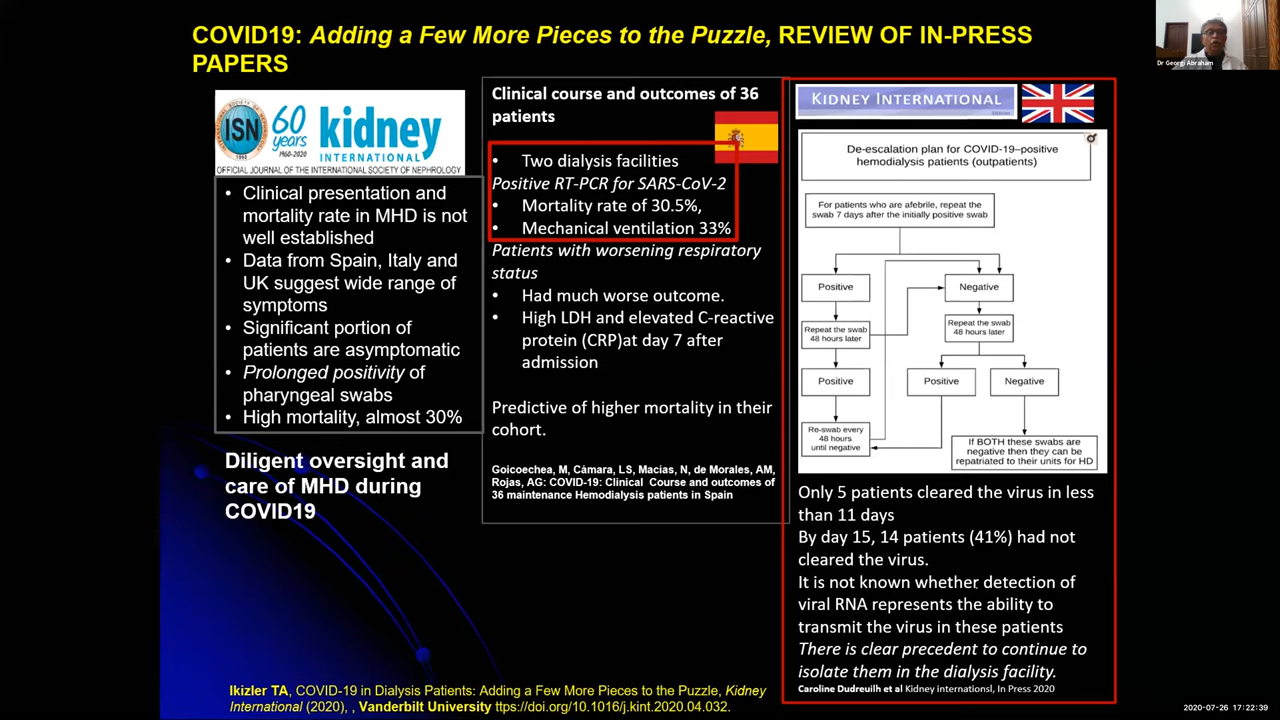 COVID19: Adding a Few More Pieces to the Puzzle, REVIEW OF IN-PRESS
PAPERS
Dr Georgi Abraham
ISN
60
years
1960-2020
kidney
INTERNATIONAL
OFFICIAL JOURNAL OF THE INTERNATIONAL SOCIETY OF NEPHROLOGY
• Clinical presentation and
mortality rate in MHD is not
well established
• Data from Spain, Italy and
UK suggest wide range of
symptoms
• Significant portion of
patients are asymptomatic
• Prolonged positivity of
pharyngeal swabs
• High mortality, almost 30%
Diligent oversight and
care of MHD during
COVID19
Clinical course and outcomes of 36
patients
• Two dialysis facilities
Positive RT-PCR for SARS-CoV-2
• Mortality rate of 30.5%,
• Mechanical ventilation 33%
Patients with worsening respiratory
status
• Had much worse outcome.
• High LDH and elevated C-reactive
protein (CRP)at day 7 after
admission
Predictive of higher mortality in their
cohort.
Goicoechea, M, Cámara, LS, Macías, N, de Morales, AM,
Rojas, AG: COVID-19: Clinical Course and outcomes of
36 maintenance Hemodialysis patients in Spain
KIDNEY INTERNATIONAL
De-escalation plan for COVID-19–positive
hemodialysis patients (outpatients)
For patients who are afebrile, repeat the
swab 7 days after the initially positive swab
Positive
Negative
Repeat the swab
48 hours later
Repeat the swab
48 hours later
Positive
Positive
Negative
Re-swab every
48 hours
until negative
If BOTH these swabs are
negative then they can be
repatriated to their units for HD
Only 5 patients cleared the virus in less
than 11 days
By day 15, 14 patients (41%) had not
cleared the virus.
It is not known whether detection of
viral RNA represents the ability to
transmit the virus in these patients
There is clear precedent to continue to
isolate them in the dialysis facility.
Caroline Dudreuilh et al Kidney internationsl, In Press 2020
Ikizler TA, COVID-19 in Dialysis Patients: Adding a Few More Pieces to the Puzzle, Kidney
International (2020), , Vanderbilt University ttps://doi.org/10.1016/j.kint.2020.04.032.
2020-07-26 17:22:39